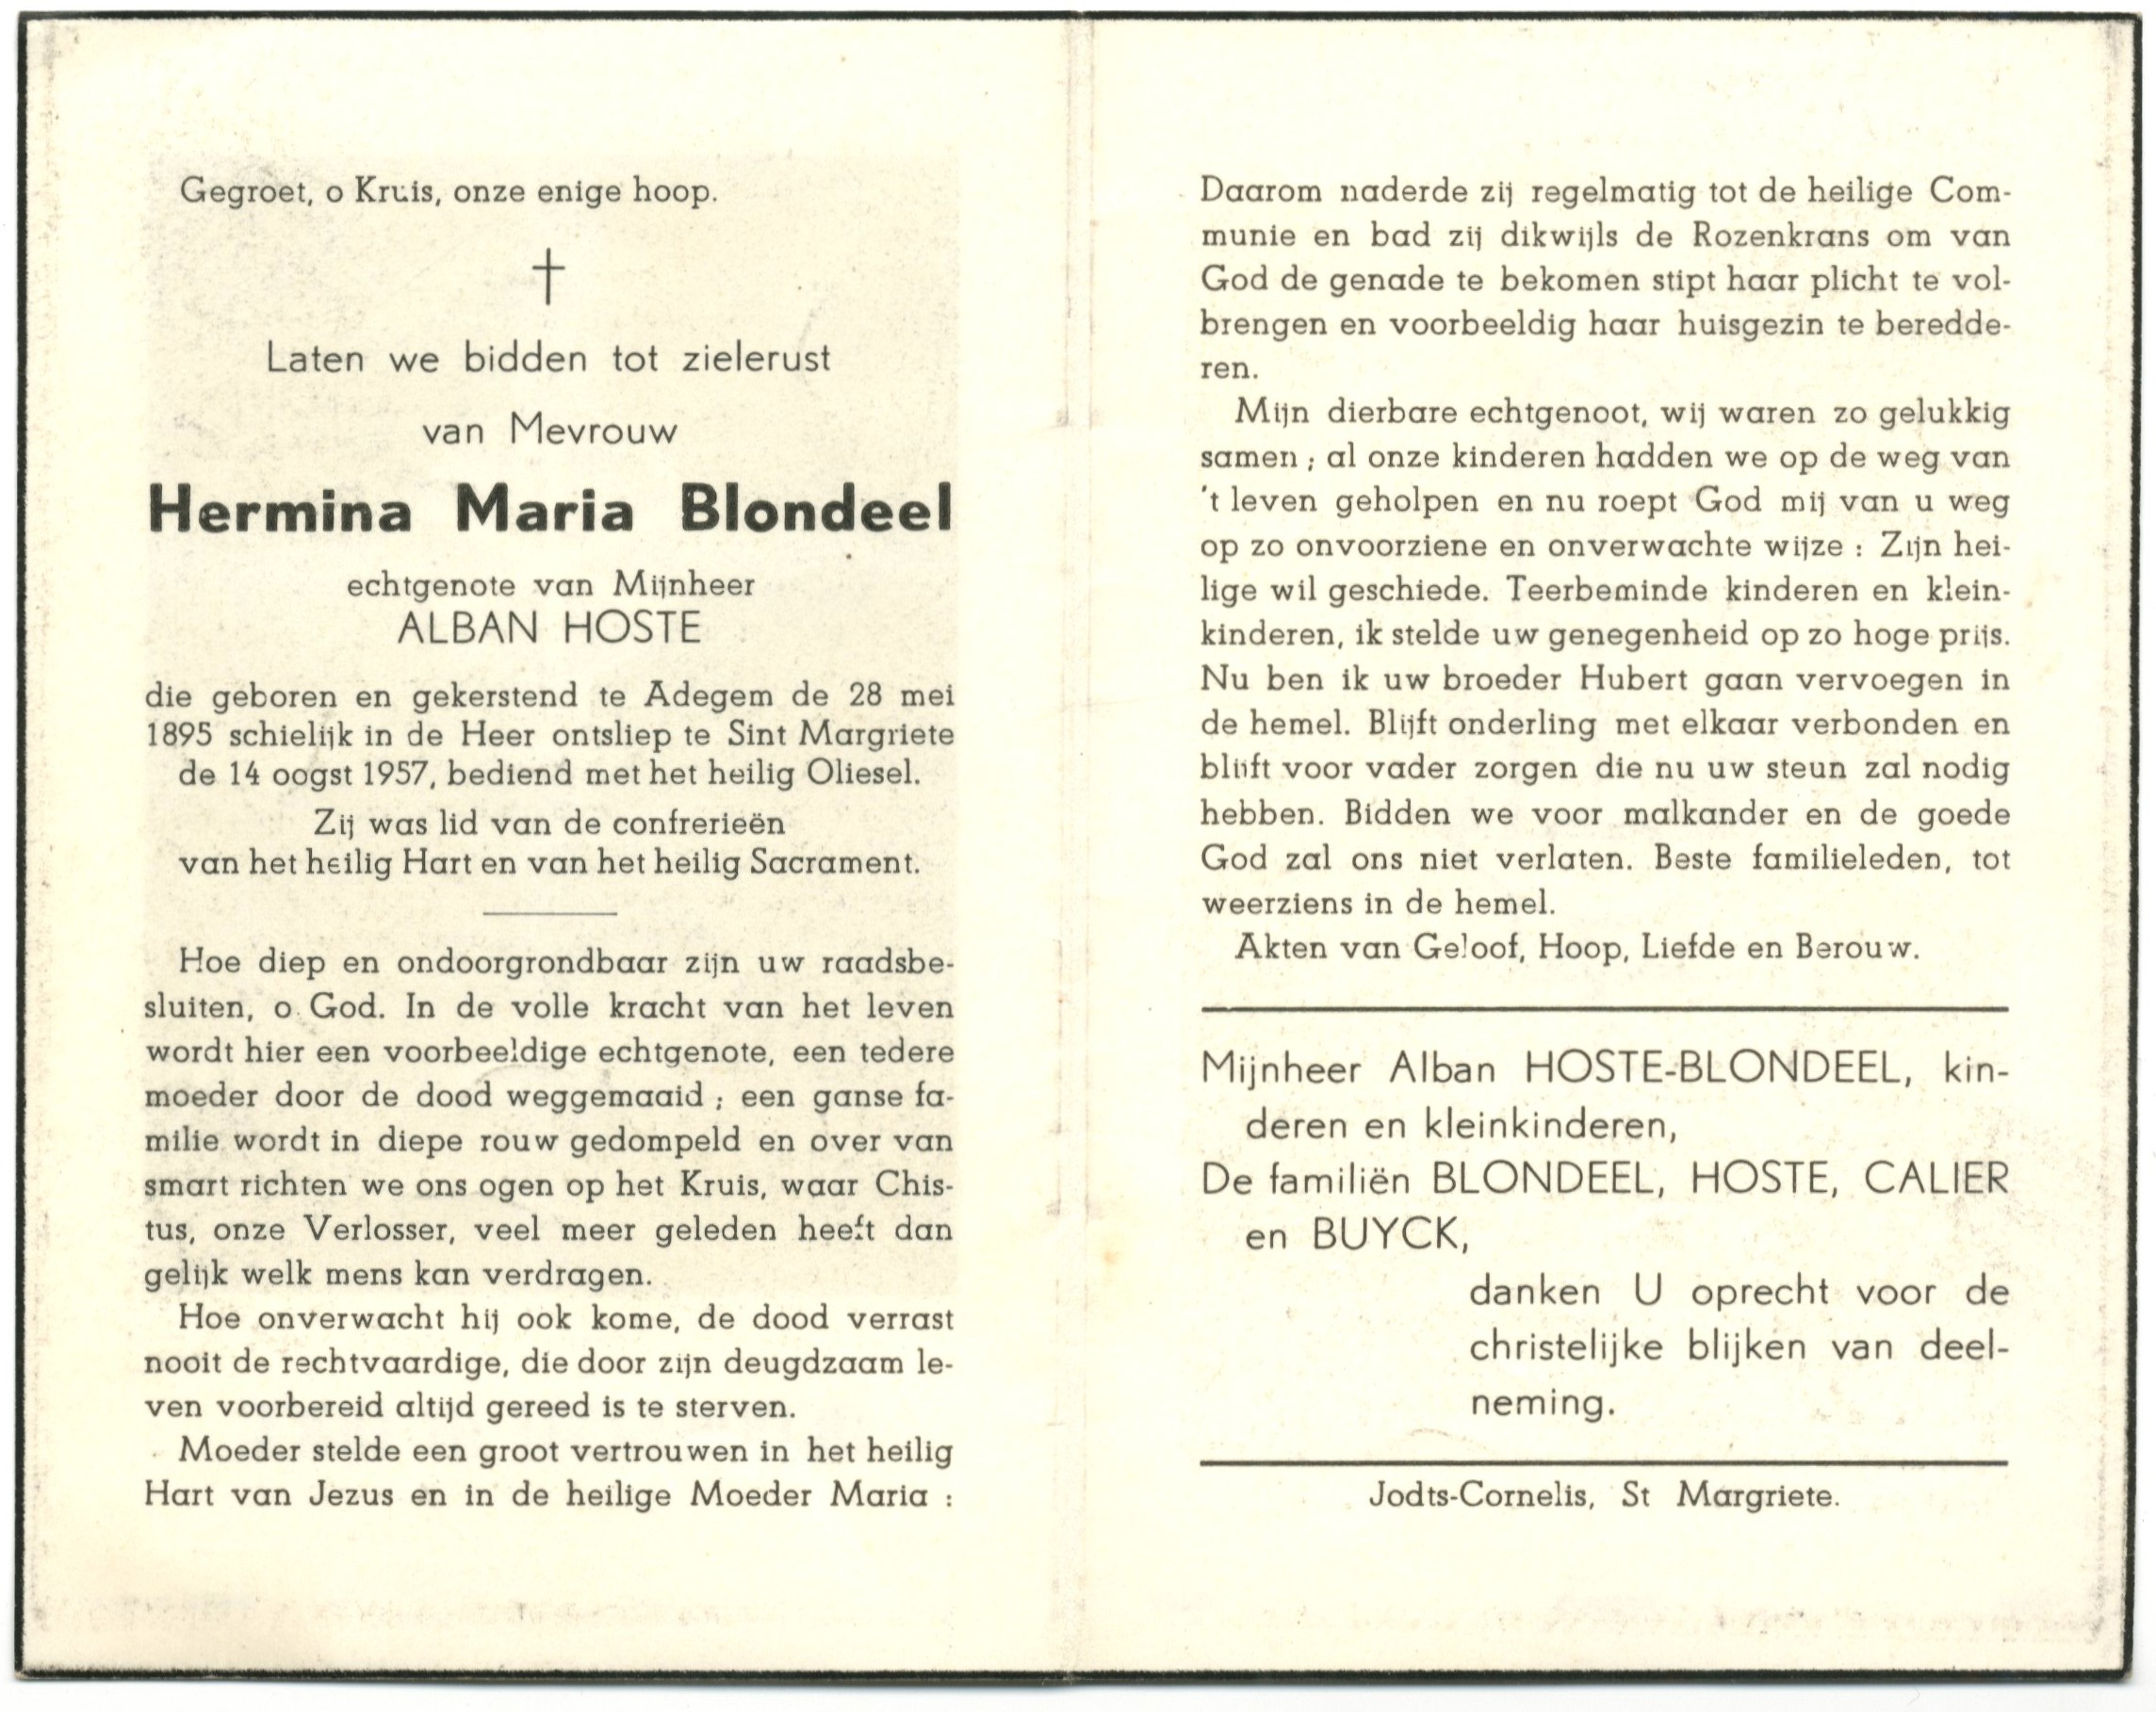 Gegroet, o Kruis, onze enige hoop.
Laten we bidden tot zielerust
van Mevrouw
Hermina Maria Blondeel
echtgenote van Mijnheer
ALBAN HOSTE
die geboren en gekerstend te Adegem de 28 mei
1895 schielijk in de Heer ontsliep te Sint Margriete
de 14 oogst 1957, bediend met het heilig Oliesel.
Zij was lid van de confrerieën
van het heilig Hart en van het heilig Sacrament.
Hoe diep en ondoorgrondbaar zijn uw raadsbe-
sluiten, o God. In de volle kracht van het leven
wordt hier een voorbeeldige echtgenote, een tedere
moeder door de dood weggemaaid ; een ganse fa-
milie wordt in diepe rouw gedompeld en over van
smart richten we ons ogen op het Kruis, waar Chis-
tus, onze Verlosser, veel meer geleden heeft dan
gelijk welk mens kan verdragen.
Hoe onverwacht hij ook kome, de dood verrast
nooit de rechtvaardige, die door zijn deugdzaam le-
ven voorbereid altijd gereed is te sterven.
Moeder stelde een groot vertrouwen in het heilig
Hart van Jezus en in de heilige Moeder Maria :
Daarom naderde zij regelmatig tot de heilige Com-
munie en bad zij dikwijls de Rozenkrans om van
God de genade te bekomen stipt haar plicht te vol-
brengen en voorbeeldig haar huisgezin te beredde-
ren.
Mijn dierbare echtgenoot, wij waren zo gelukkig
samen ; al onze kinderen hadden we op de weg van
't leven geholpen en nu roept God mij van u weg
op zo onvoorziene en onverwachte wijze : Zijn hei-
lige wil geschiede. Teerbeminde kinderen en klein-
kinderen, ik stelde uw genegenheid op zo hoge prijs.
Nu ben ik uw broeder Hubert gaan vervoegen in
de hemel. Blijft onderling met elkaar verbonden en
blijft voor vader zorgen die nu uw steun zal nodig
hebben. Bidden we voor malkander en de goede
God zal ons niet verlaten. Beste familieleden, tot
weerziens in de hemel.
Akten van Geloof, Hoop, Liefde en Berouw.
Mijnheer Alban HOSTE-BLONDEEL, kin-
deren en kleinkinderen,
De familiën BLONDEEL, HOSTE, CALIER
en BUYCK,
danken U oprecht voor de
christelijke blijken van deel-
neming.
Jodts-Cornelis, St Margriete.